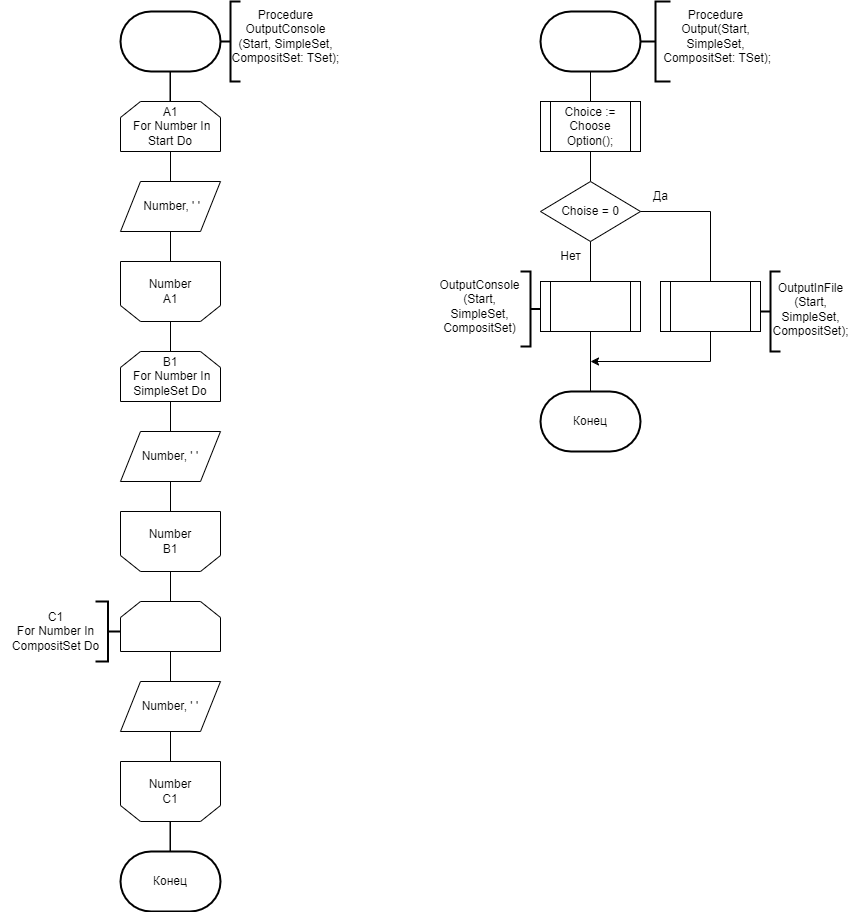 Procedure
OutputConsole
(Start, SimpleSet,
CompositSet: TSet);
A1
For Number In
Start Do
Number, ' '
Number
A1
B1
For Number In
SimpleSet Do
Number, ' '
Number
B1
C1
For Number In
CompositSet Do
Number, ' '
Number
C1
Конец
Procedure
Output(Start,
SimpleSet,
CompositSet: TSet);
Choice :=
Choose
Option();
Choise = 0
Да
Нет
OutputConsole
(Start,
SimpleSet,
CompositSet)
OutputInFile
(Start,
SimpleSet,
CompositSet);
Конец